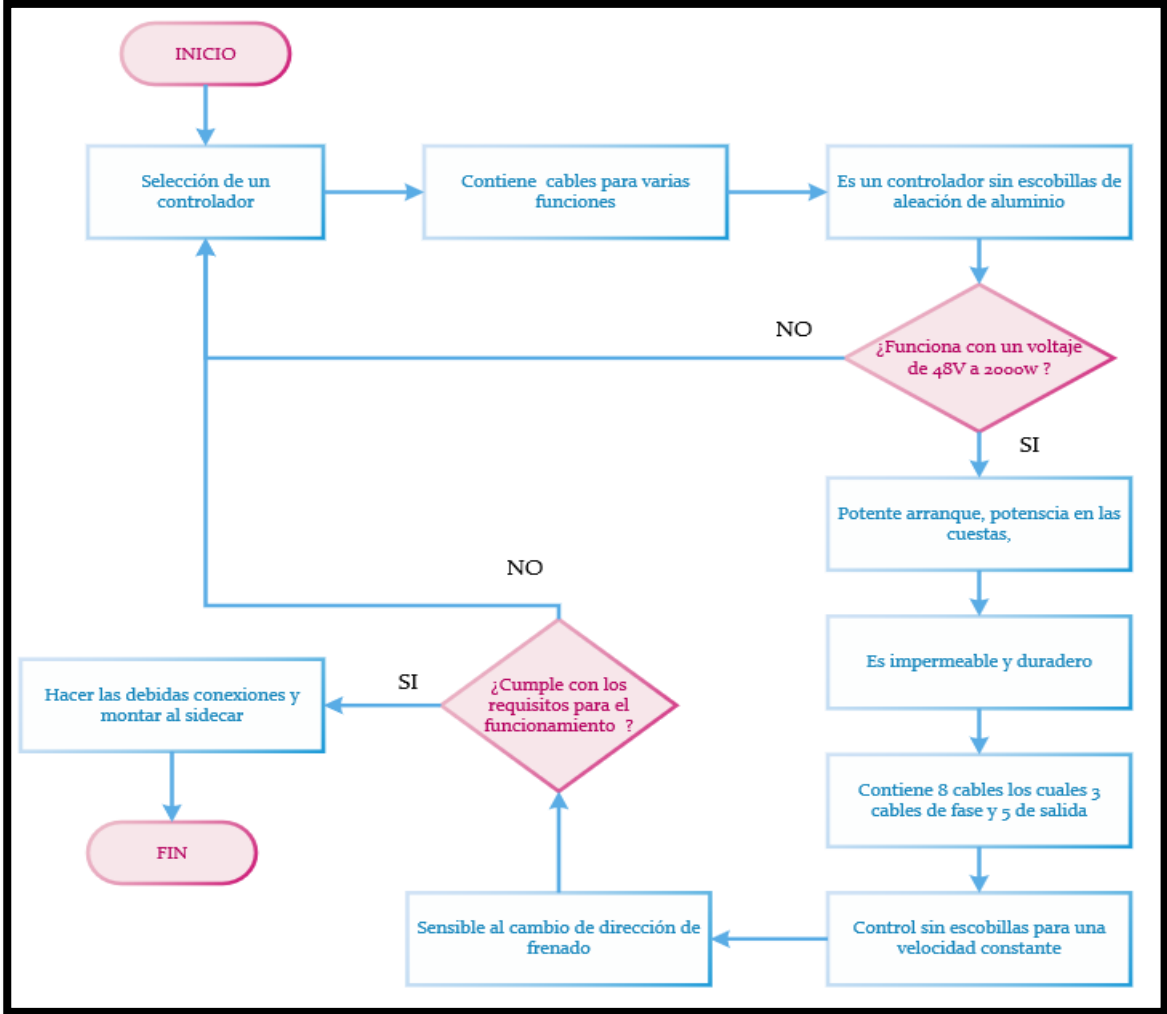 INICIO
Selección de un
controlador
Contiene cables para varias
funciones
Es un controlador sin escobillas de
aleación de aluminio
NO
¿Funciona con un voltaje
de 48V a 2000w ?
SI
Potente arranque, potenscia en las
cuestas,
Es impermeable y duradero
Contiene 8 cables los cuales 3
cables de fase y 5 de salida
Control sin escobillas para una
velocidad constante
Sensible al cambio de dirección de
frenado
¿Cumple con los
requisitos para el
funcionamiento ?
NO
SI
Hacer las debidas conexiones y
montar al sidecar
FIN